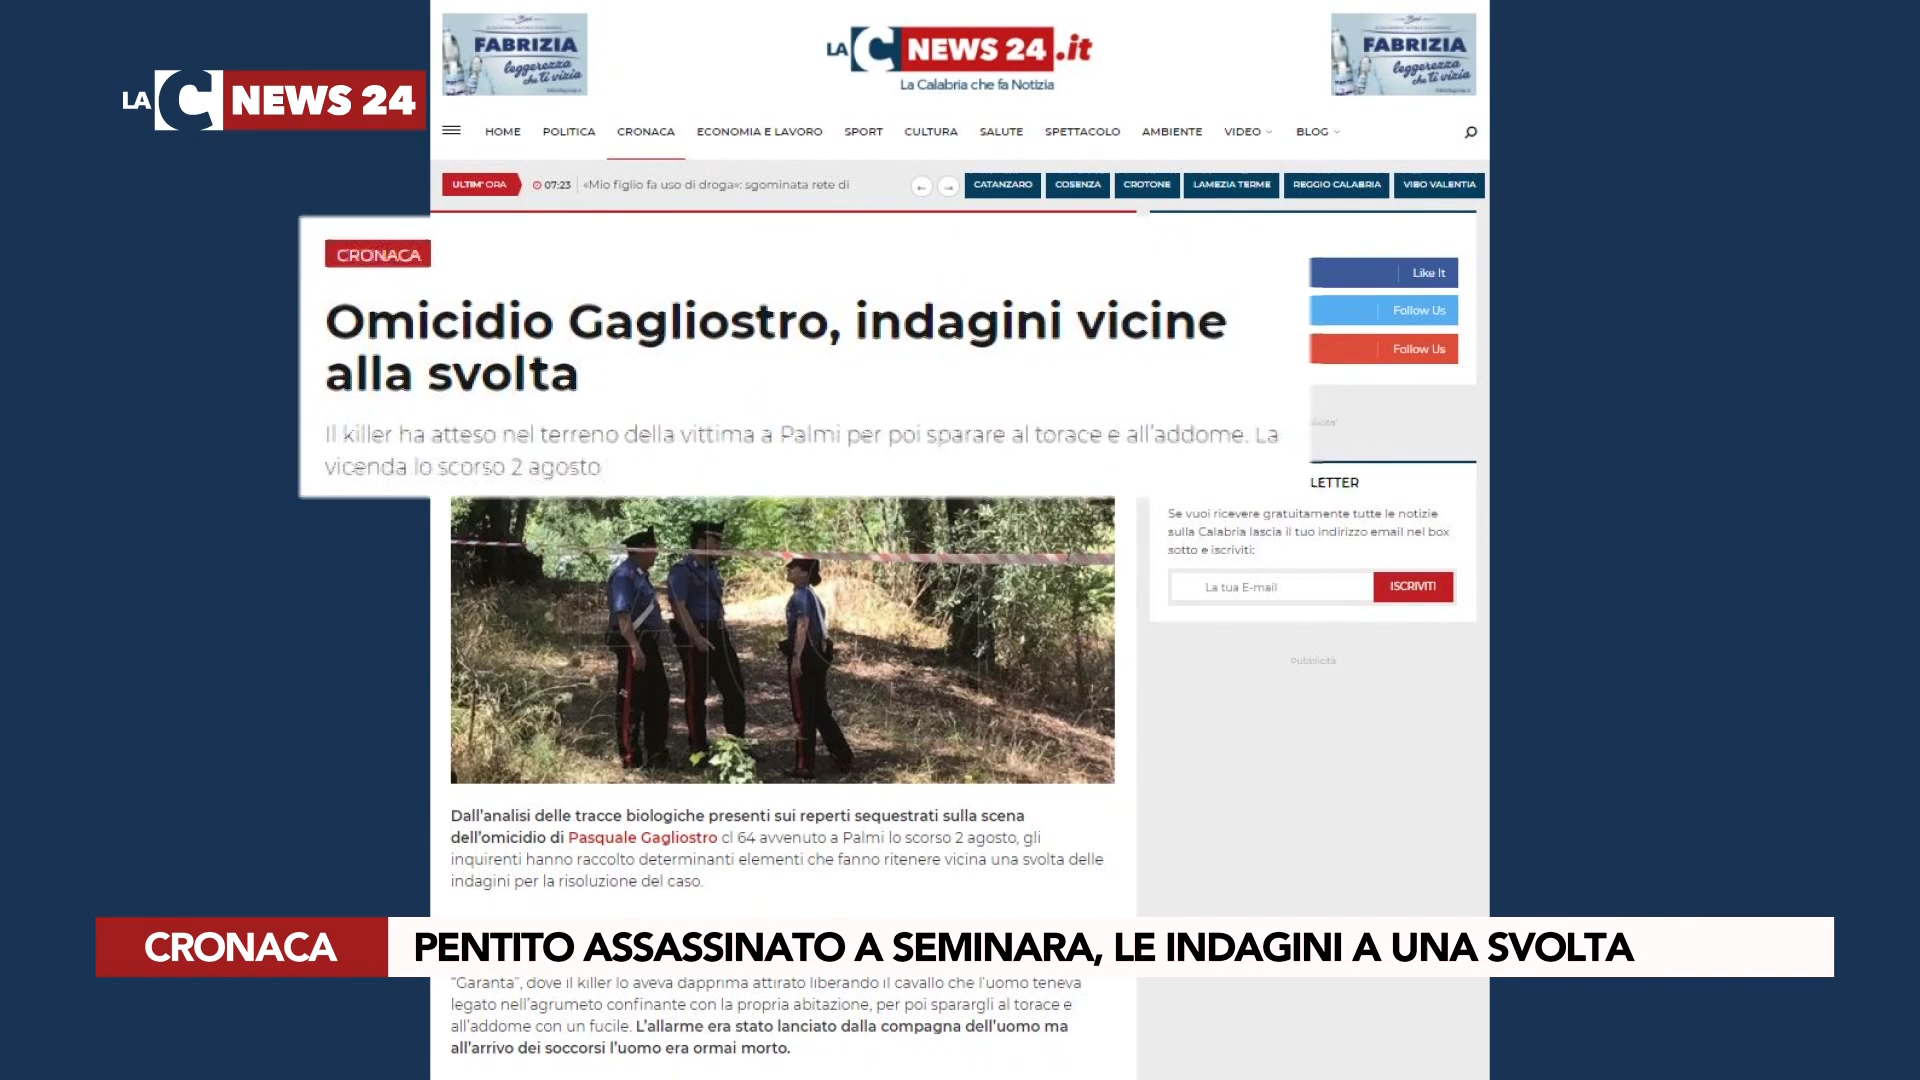 FABRIZIA
leggerezza
che ti vizia
LA C NEWS 24.it
La Calabria che fa Notizia
FABRIZIA
leggerezza
che ti vizia
LA C NEWS 24
HOME POLITICA CRONACA ECONOMIA E LAVORO SPORT CULTURA SALUTE SPETTACOLO AMBIENTE VIDEO BLOG
ULTIM' ORA 07:23 «Mio figlio fa uso di droga»: sgominata rete di
CATANZARO COSENZA CROTONE LAMEZIA TERME REGGIO CALABRIA VIBO VALENTIA
CRONACA
Omicidio Gagliostro, indagini vicine
alla svolta
Il killer ha atteso nel terreno della vittima a Palmi per poi sparare al torace e all'addome. La
vicenda lo scorso 2 agosto
Like It
Follow Us
Follow Us
LETTER
Se vuoi ricevere gratuitamente tutte le notizie
sulla Calabria lascia il tuo indirizzo email nel box
sotto e iscriviti:
La tua E-mail ISCRIVITI
Pubblicità
Dall'analisi delle tracce biologiche presenti sui reperti sequestrati sulla scena
dell'omicidio di Pasquale Gagliostro cl 64 avvenuto a Palmi lo scorso 2 agosto, gli
inquirenti hanno raccolto determinanti elementi che fanno ritenere vicina una svolta delle
indagini per la risoluzione del caso.
CRONACA PENTITO ASSASSINATO A SEMINARA, LE INDAGINI A UNA SVOLTA
"Garanta", dove il killer lo aveva dapprima attirato liberando il cavallo che l'uomo teneva
legato nell'agrumeto confinante con la propria abitazione, per poi sparargli al torace e
all'addome con un fucile. L'allarme era stato lanciato dalla compagna dell'uomo ma
all'arrivo dei soccorsi l'uomo era ormai morto.